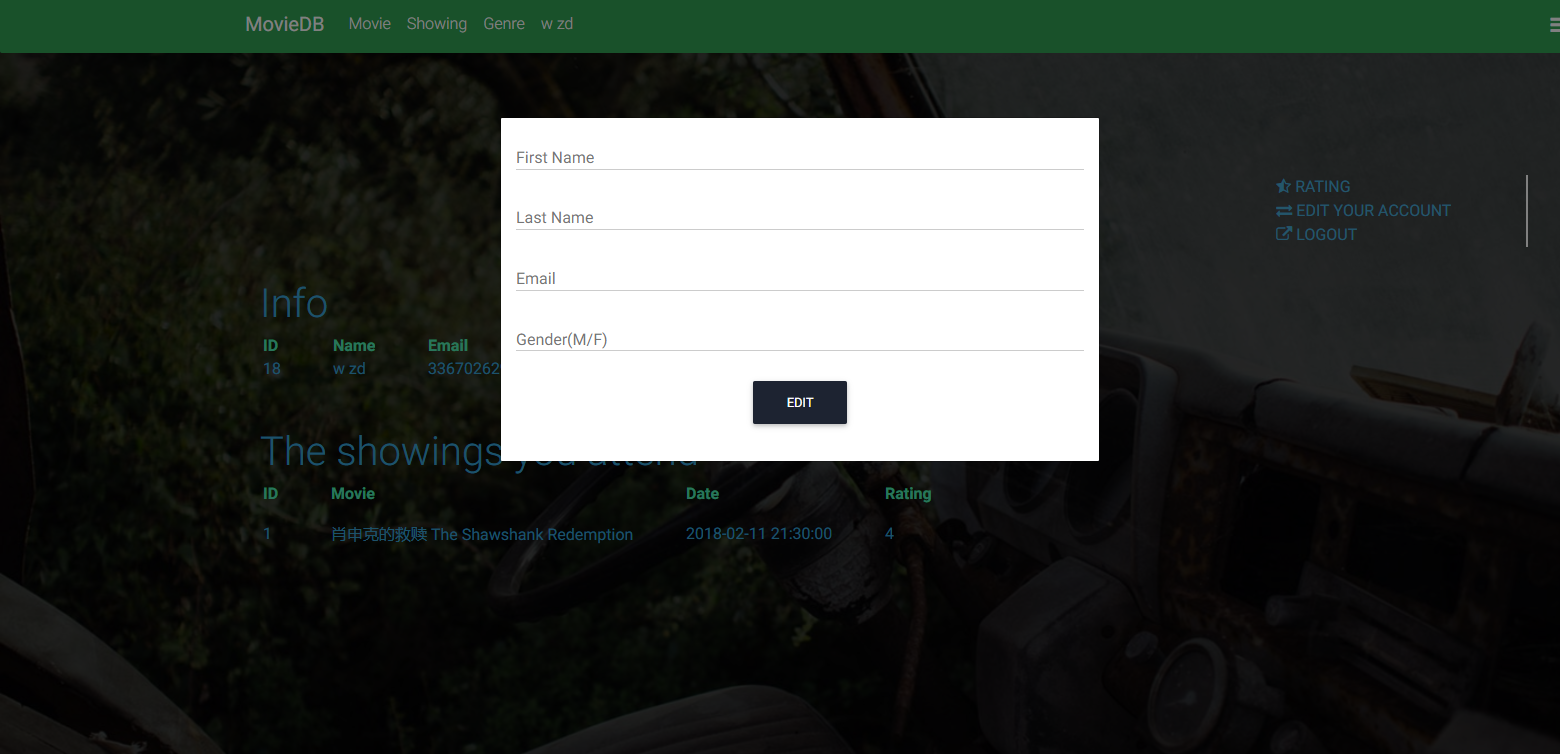 MovieDB Movie Showing Genre w zd
First Name
Last Name
Email
Gender(M/F)
EDIT
RATING
EDIT YOUR ACCOUNT
LOGOUT
Info
ID Name Email
18 w zd 33670262
The showings you attend
ID Movie Date Rating
1 肖申克的救赎 The Shawshank Redemption 2018-02-11 21:30:00 4